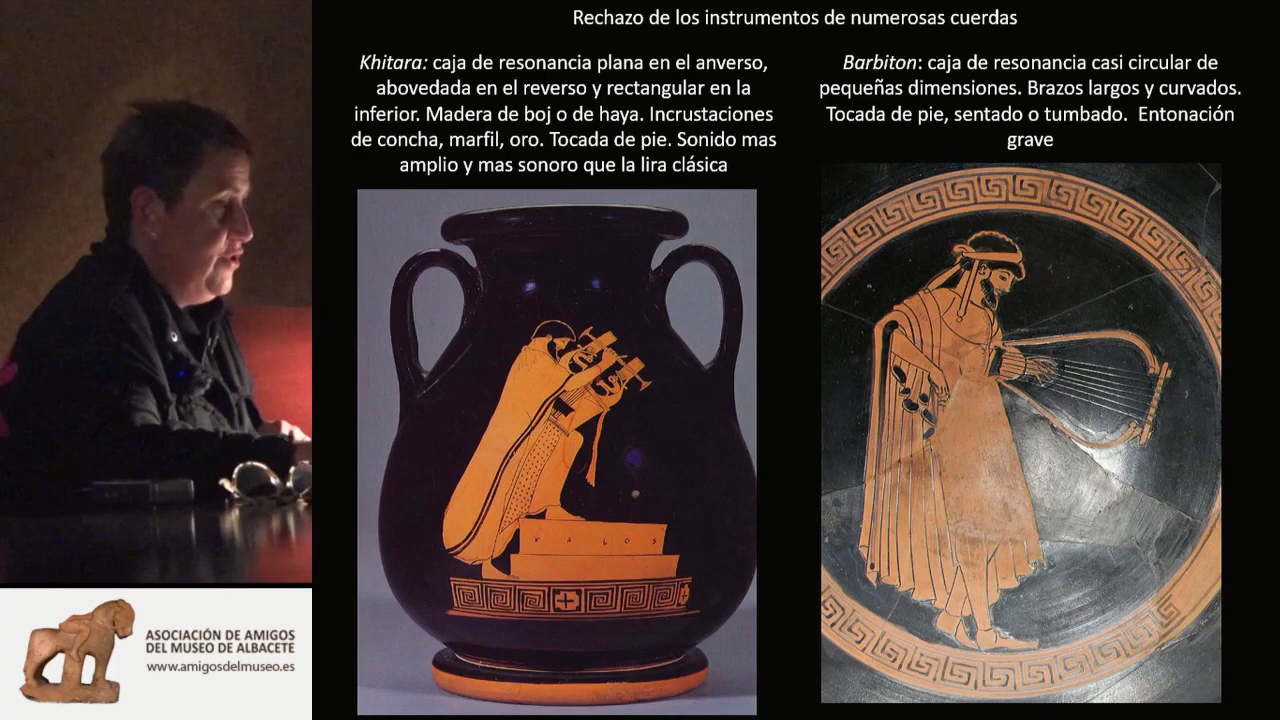 Rechazo de los instrumentos de numerosas cuerdas
Khitara: caja de resonancia plana en el anverso,
abovedada en el reverso y rectangular en la
inferior. Madera de boj o de haya. Incrustaciones
de concha, marfil, oro. Tocada de pie. Sonido mas
amplio y mas sonoro que la lira clásica
Barbiton: caja de resonancia casi circular de
pequeñas dimensiones. Brazos largos y curvados.
Tocada de pie, sentado o tumbado. Entonación
grave
KALOS
ASOCIACIÓN DE AMIGOS
DEL MUSEO DE ALBACETE
www.amigosdelmuseo.es